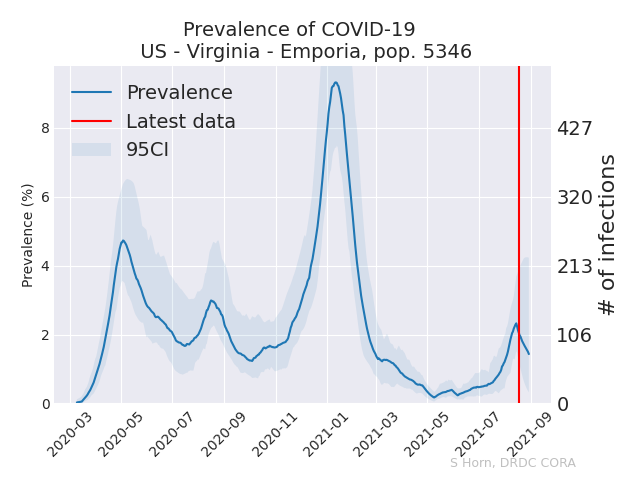 Prevalence of COVID-19
US - Virginia - Emporia, pop. 5346
Prevalence
Latest data
95CI
Prevalence (%)
8
6
4
2
0
427
320
213
106
0
# of infections
2020-03
2020-05
2020-07
2020-09
2020-11
2021-01
2021-03
2021-05
2021-07
2021-09
S Horn, DRDC CORA